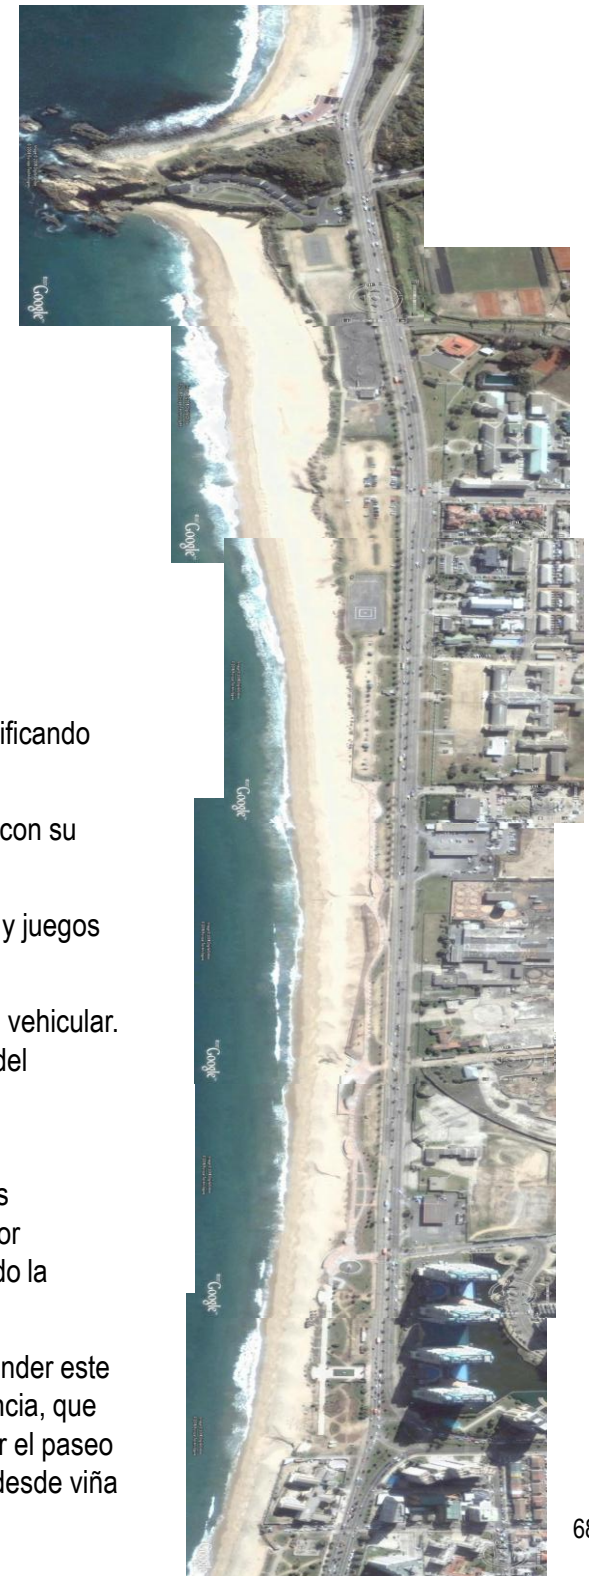 ificando
con su
y juegos
vehicular.
del
s
or
do la
nder este
ncia, que
r el paseo
desde viña
68
Google
Google
Google
Google
Google